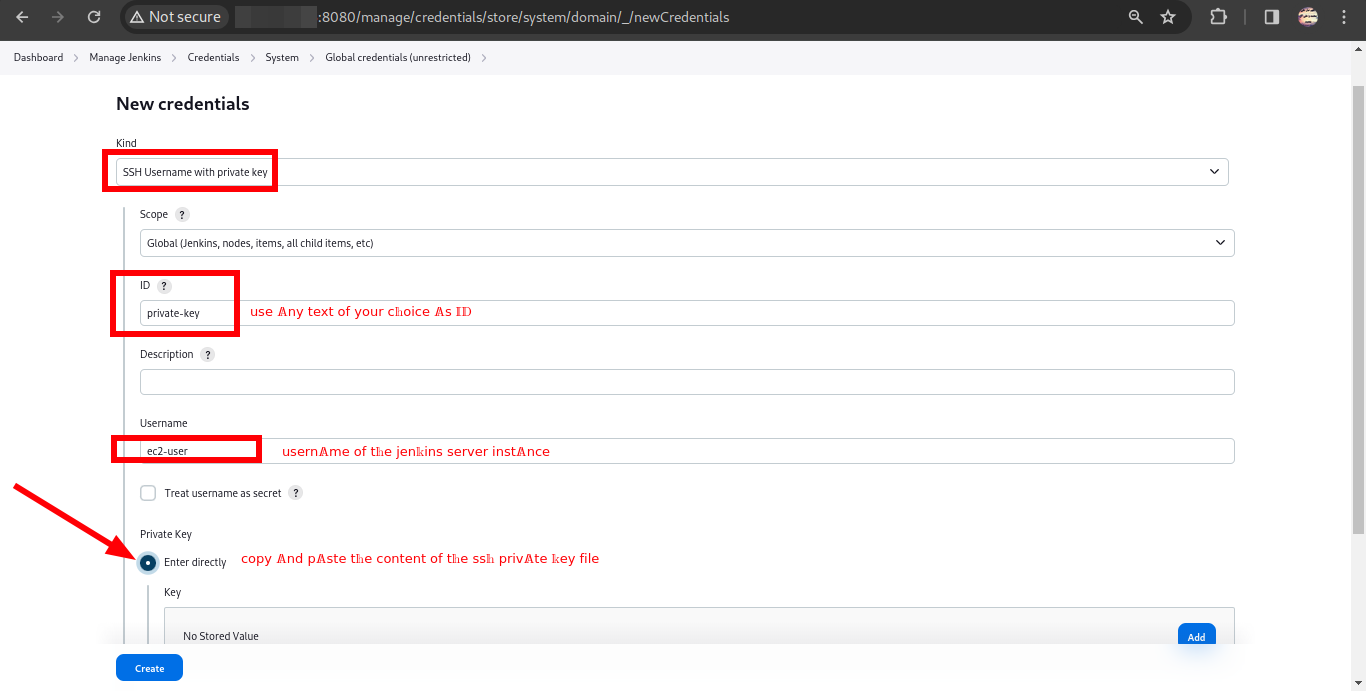 Not secure :8080/manage/credentials/store/system/domain/_/newCredentials
Dashboard > Manage Jenkins > Credentials > System > Global credentials (unrestricted) >
New credentials
Kind
SSH Username with private key
Scope ?
Global (Jenkins, nodes, items, all child items, etc)
ID ?
private-key use Any text of your choice As ID
Description ?
Username
ec2-user usernAme of the jenkins server instAnce
Treat username as secret ?
Private Key
Enter directly copy And pAste the content of the ssh privAte key file
Key
No Stored Value Add
Create